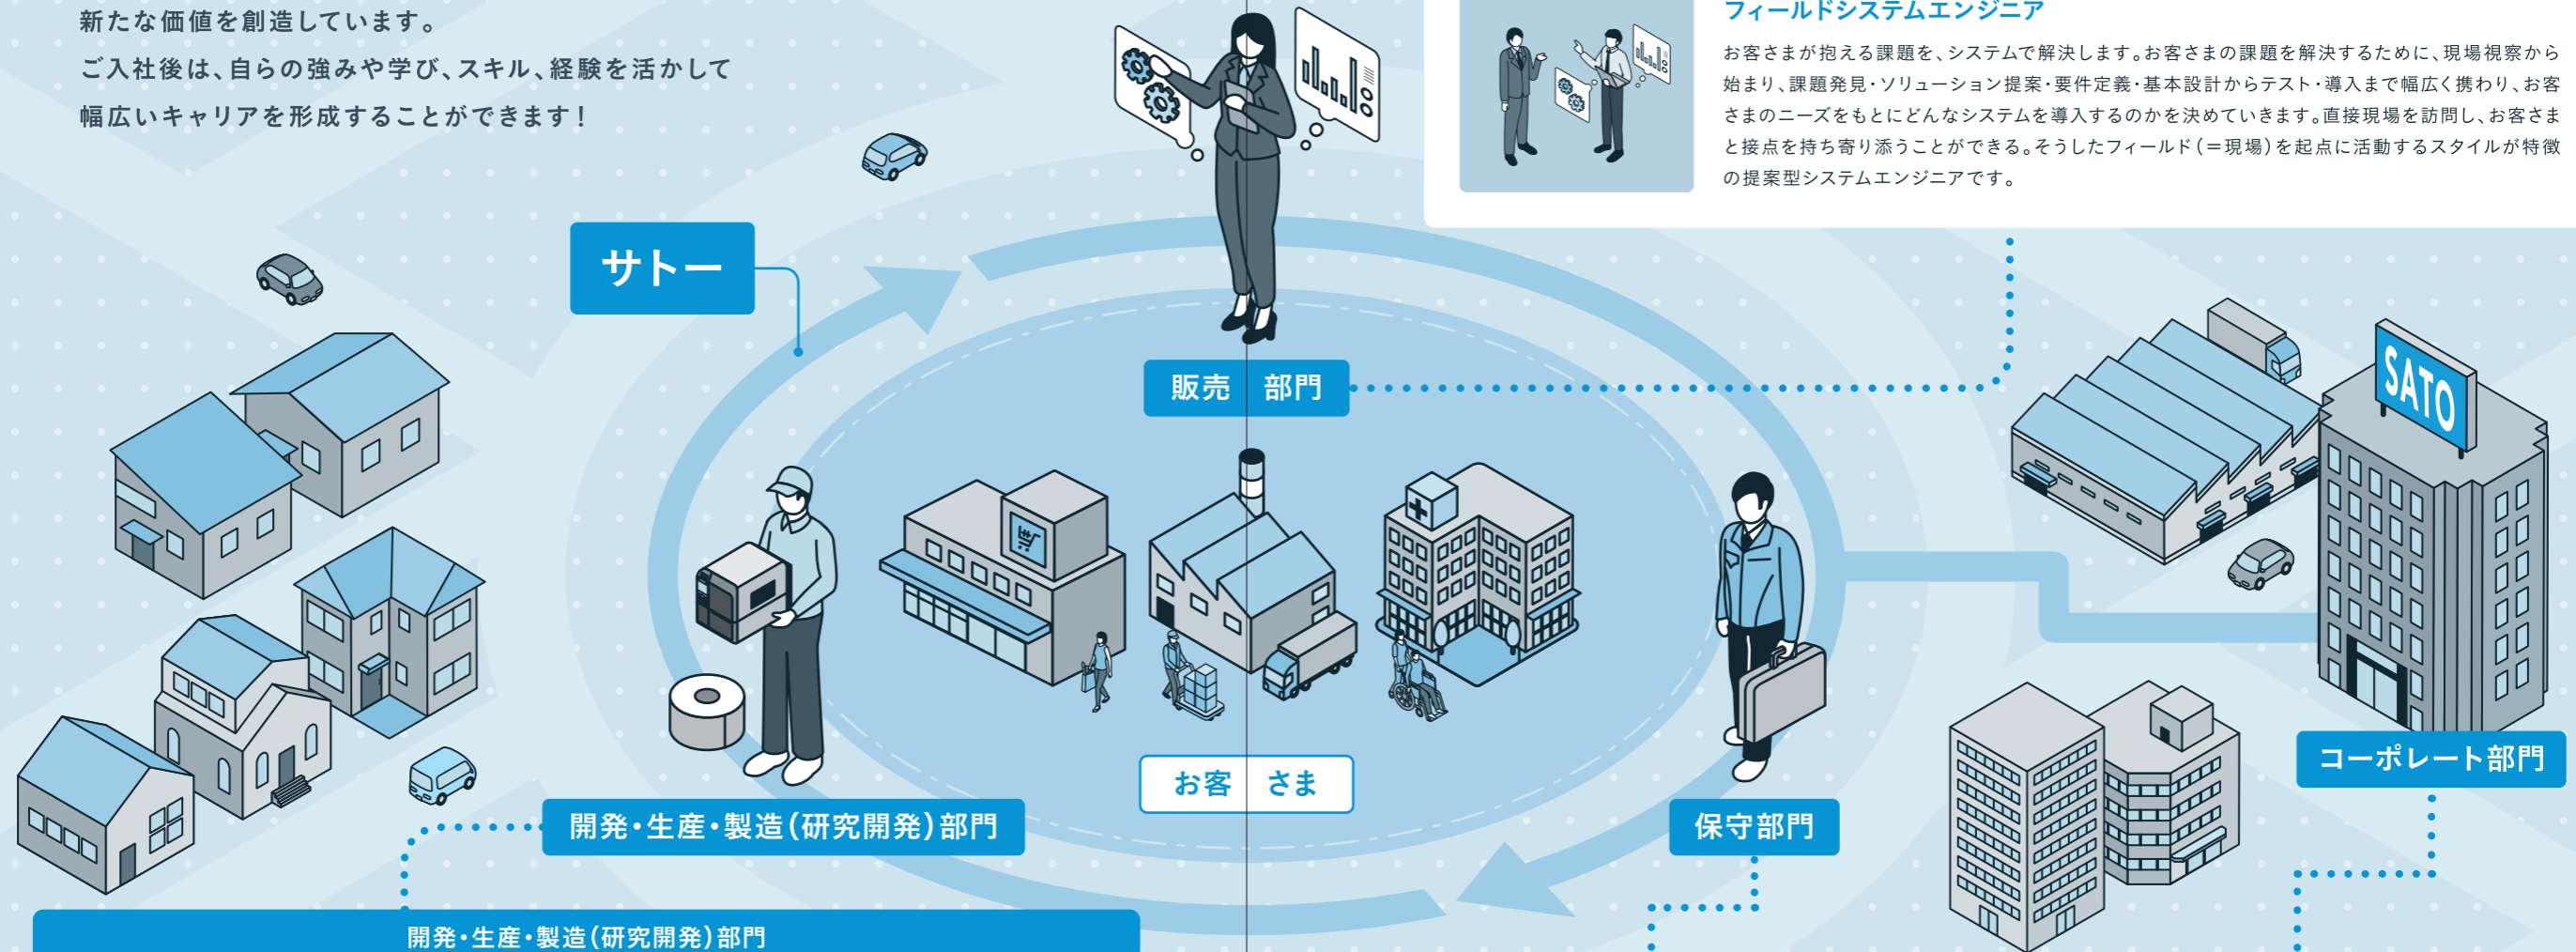 新たな価値を創造しています。
ご入社後は、自らの強みや学び、スキル、経験を活かして
幅広いキャリアを形成することができます！
フィールドシステムエンジニア
お客さまが抱える課題を、システムで解決します。お客さまの課題を解決するために、現場視察から
始まり、課題発見・ソリューション提案・要件定義・基本設計からテスト・導入まで幅広く携わり、お客
さまのニーズをもとにどんなシステムを導入するのかを決めていきます。直接現場を訪問し、お客さま
と接点を持ち寄り添うことができる。そうしたフィールド（＝現場）を起点に活動するスタイルが特徴
の提案型システムエンジニアです。
サトー
販売部門
SATO
お客さま
コーポレート部門
開発・生産・製造（研究開発）部門
保守部門
開発・生産・製造（研究開発）部門